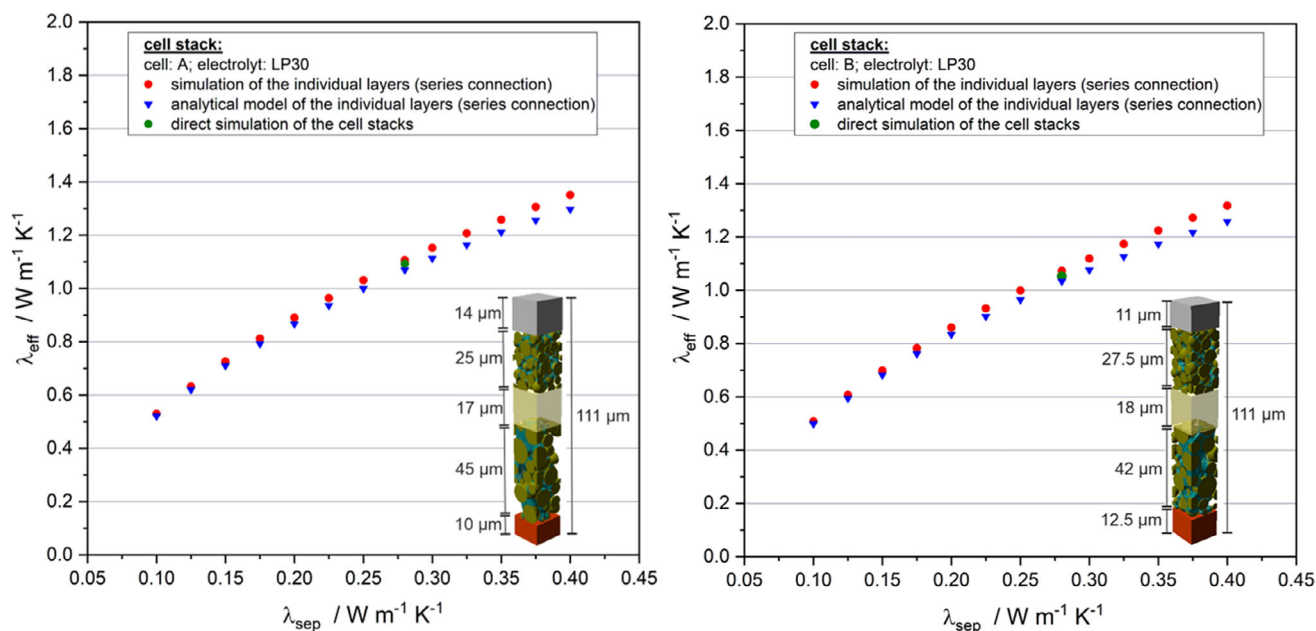 2.0
1.8
1.6
1.4
1.2
1.0
0.8
0.6
0.4
0.2
0.0
λeff / W m⁻¹ K⁻¹
cell stack:
cell: A; electrolyt: LP30
simulation of the individual layers (series connection)
analytical model of the individual layers (series connection)
direct simulation of the cell stacks
14 µm
25 µm
17 µm
111 µm
45 µm
10 µm
0.05 0.10 0.15 0.20 0.25 0.30 0.35 0.40 0.45
λsep / W m⁻¹ K⁻¹
2.0
1.8
1.6
1.4
1.2
1.0
0.8
0.6
0.4
0.2
0.0
λeff / W m⁻¹ K⁻¹
cell stack:
cell: B; electrolyt: LP30
simulation of the individual layers (series connection)
analytical model of the individual layers (series connection)
direct simulation of the cell stacks
11 µm
27.5 µm
18 µm
111 µm
42 µm
12.5 µm
0.05 0.10 0.15 0.20 0.25 0.30 0.35 0.40 0.45
λsep / W m⁻¹ K⁻¹